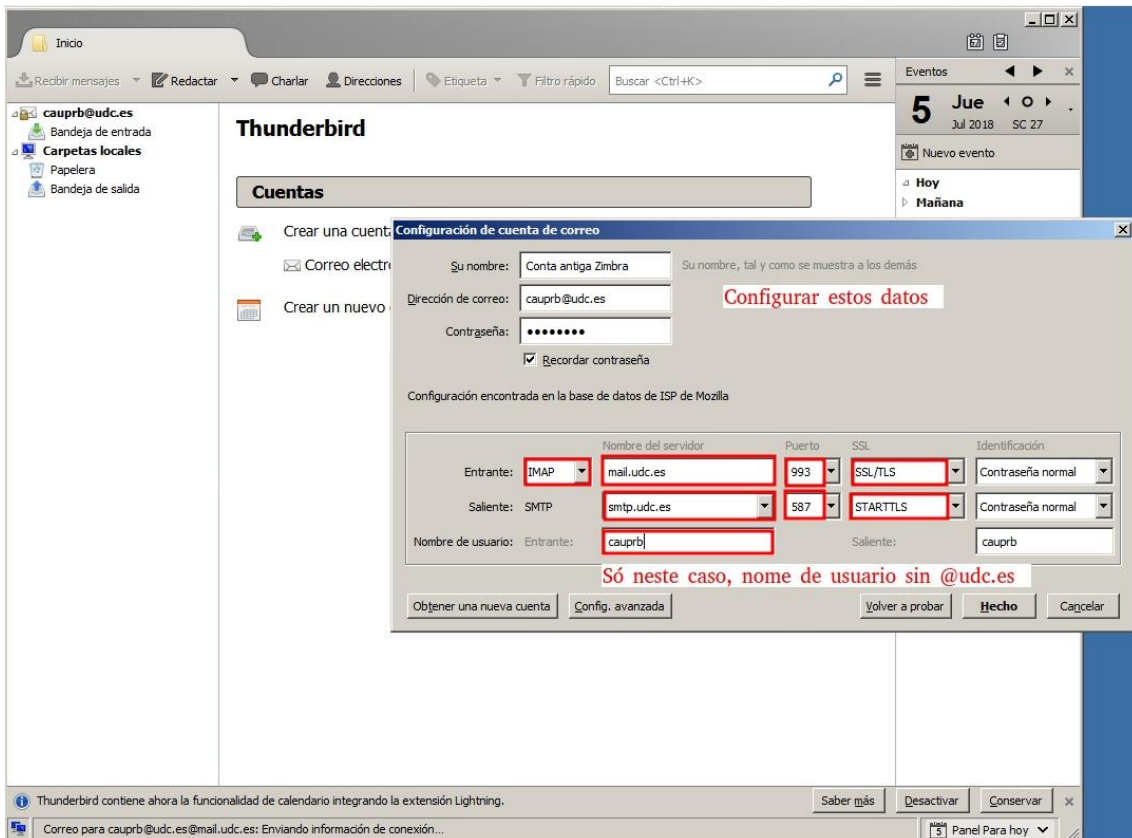 Inicio
Recibir mensajes Redactar Charlar Direcciones Etiqueta Filtro rápido Buscar <Ctrl+K>
Eventos
5 Jue
Jul 2018 SC 27
Nuevo evento
Hoy
Mañana
cauprb@udc.es
Bandeja de entrada
Carpetas locales
Papelera
Bandeja de salida
Thunderbird
Cuentas
Crear una cuenta
Correo electr
Crear un nuevo
Configuración de cuenta de correo
Su nombre: Conta antiga Zimbra Su nombre, tal y como se muestra a los demás
Dirección de correo: cauprb@udc.es Configurar estos datos
Contraseña: ••••••••
Recordar contraseña
Configuración encontrada en la base de datos de ISP de Mozilla
Nombre del servidor Puerto SSL Identificación
Entrante: IMAP mail.udc.es 993 SSL/TLS Contraseña normal
Saliente: SMTP smtp.udc.es 587 STARTTLS Contraseña normal
Nombre de usuario: Entrante: cauprb Saliente: cauprb
Só neste caso, nome de usuario sin @udc.es
Obtener una nueva cuenta Config. avanzada Volver a probar Hecho Cancelar
Thunderbird contiene ahora la funcionalidad de calendario integrando la extensión Lightning. Saber más Desactivar Conservar
Correo para cauprb@udc.es@mail.udc.es: Enviando información de conexión... 5 Panel Para hoy